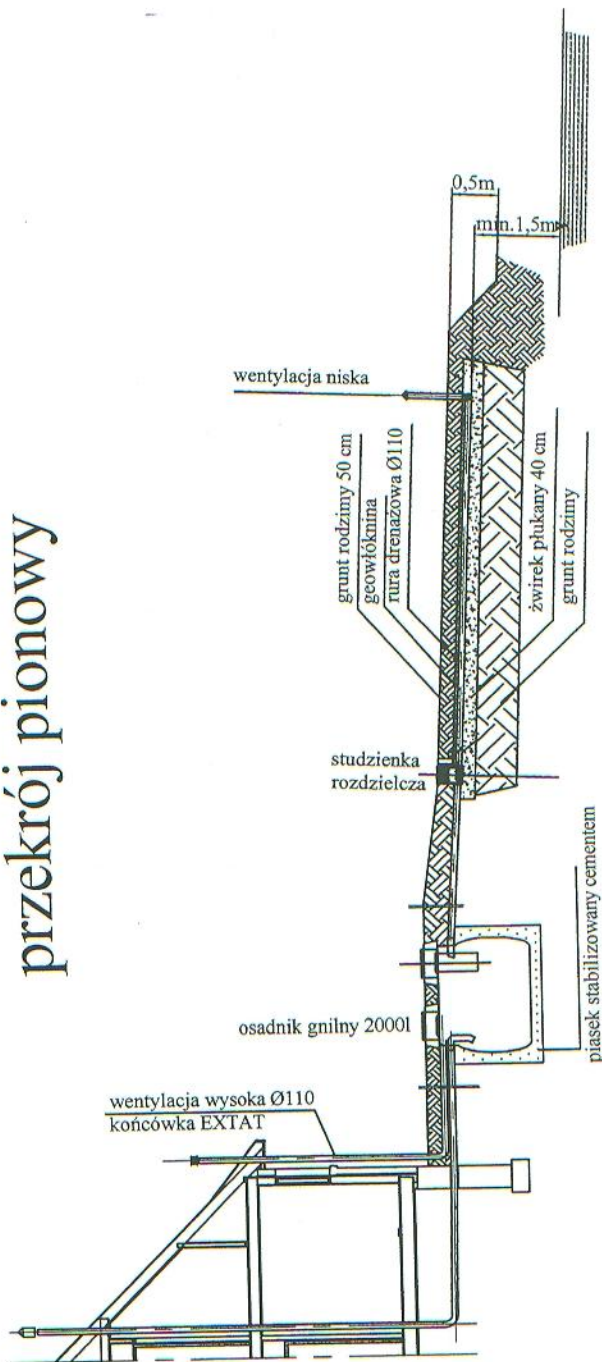 przekrój pionowy
0,5m
min.1,5m
wentylacja niska
grunt rodzimy 50 cm
geowłóknina
rura drenażowa Ø110
żwirek płukany 40 cm
grunt rodzimy
studzienka
rozdzielcza
piasek stabilizowany cementem
osadnik gnilny 2000l
wentylacja wysoka Ø110
końcówka EXTAT